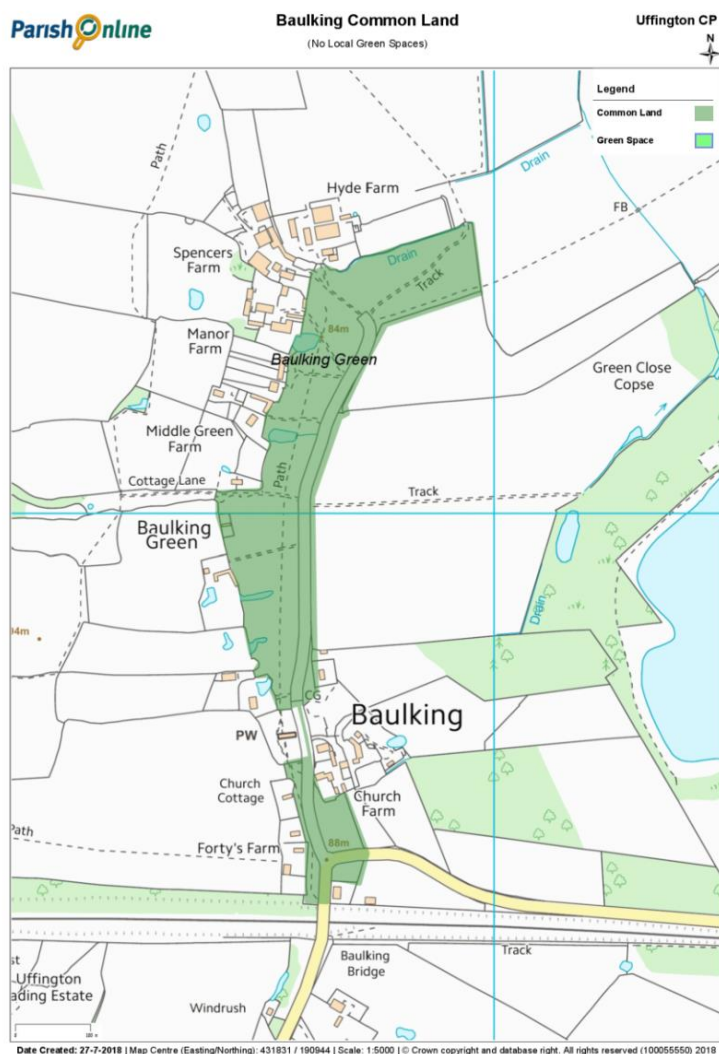 Parish Online
Baulking Common Land
(No Local Green Spaces)
Uffington CP
N
Legend
Common Land
Green Space
Path
Drain
Hyde Farm
FB
Spencers
Farm
Drain
Track
Manor
Farm
84m
Baulking Green
Green Close
Copse
Middle Green
Farm
Path
Cottage Lane
Track
Baulking
Green
Drain
94m
CG
Baulking
PW
Church
Cottage
Church
Farm
Path
Forty's Farm
88m
Track
Baulking
Bridge
Uffington
ading Estate
Windrush
Date Created: 27-7-2018 | Map Centre (Easting/Northing): 431831 / 190944 | Scale: 1:5000 | © Crown copyright and database right. All rights reserved (100055550) 2018